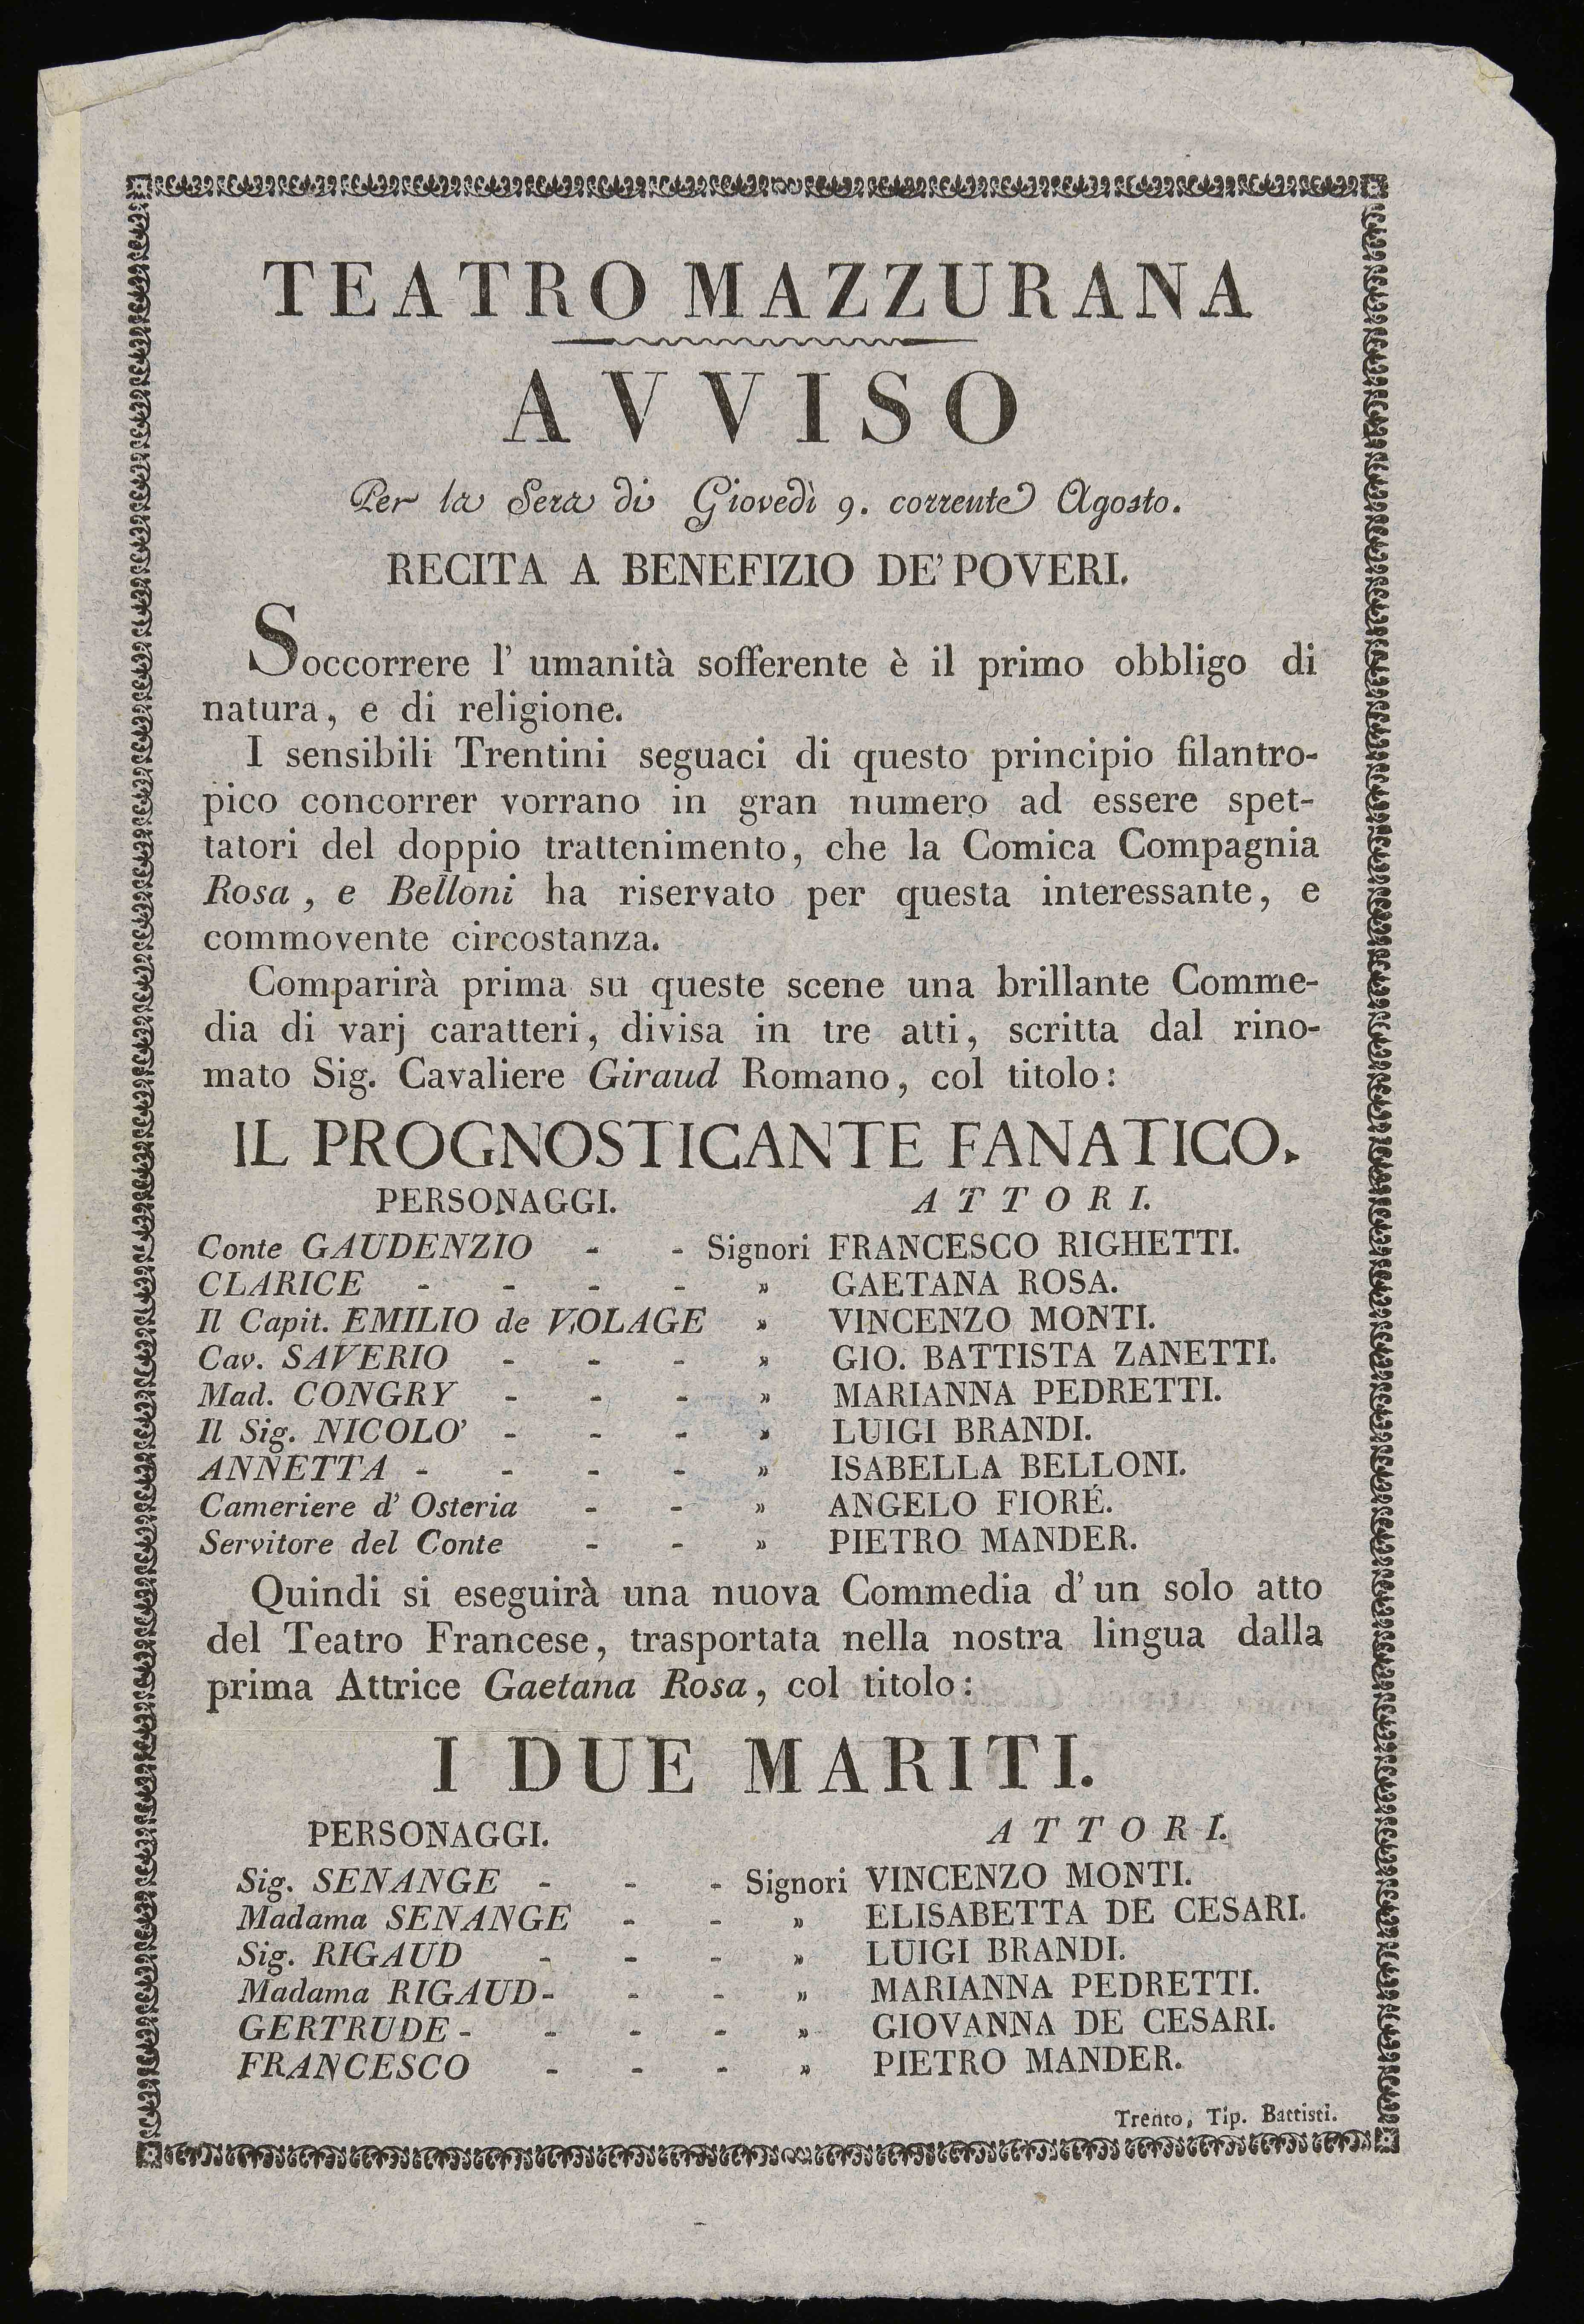 TEATRO MAZZURANA
AVVISO
Per la Sera di Giovedì 9. corrente Agosto.
RECITA A BENEFIZIO DE' POVERI.
Soccorrere l' umanità sofferente è il primo obbligo di
natura, e di religione.
I sensibili Trentini seguaci di questo principio filantro-
pico concorrer vorrano in gran numero ad essere spet-
tatori del doppio trattenimento, che la Comica Compagnia
Rosa, e Belloni ha riservato per questa interessante, e
commovente circostanza.
Comparirà prima su queste scene una brillante Comme-
dia di varj caratteri, divisa in tre atti, scritta dal rino-
mato Sig. Cavaliere Giraud Romano, col titolo:
IL PROGNOSTICANTE FANATICO.
PERSONAGGI. ATTORI.
Conte GAUDENZIO - - Signori FRANCESCO RIGHETTI.
CLARICE - - - - » GAETANA ROSA.
Il Capit. EMILIO de VOLAGE » VINCENZO MONTI.
Cav. SAVERIO - - - » GIO. BATTISTA ZANETTI.
Mad. CONGRY - - - » MARIANNA PEDRETTI.
Il Sig. NICOLO' - - - » LUIGI BRANDI.
ANNETTA - - - - » ISABELLA BELLONI.
Cameriere d' Osteria - - » ANGELO FIORÉ.
Servitore del Conte - - » PIETRO MANDER.
Quindi si eseguirà una nuova Commedia d' un solo atto
del Teatro Francese, trasportata nella nostra lingua dalla
prima Attrice Gaetana Rosa, col titolo:
I DUE MARITI.
PERSONAGGI. ATTORI.
Sig. SENANGE - - - Signori VINCENZO MONTI.
Madama SENANGE - - » ELISABETTA DE CESARI.
Sig. RIGAUD - - - » LUIGI BRANDI.
Madama RIGAUD - - - » MARIANNA PEDRETTI.
GERTRUDE - - - - » GIOVANNA DE CESARI.
FRANCESCO - - - » PIETRO MANDER.
Trento, Tip. Battisti.